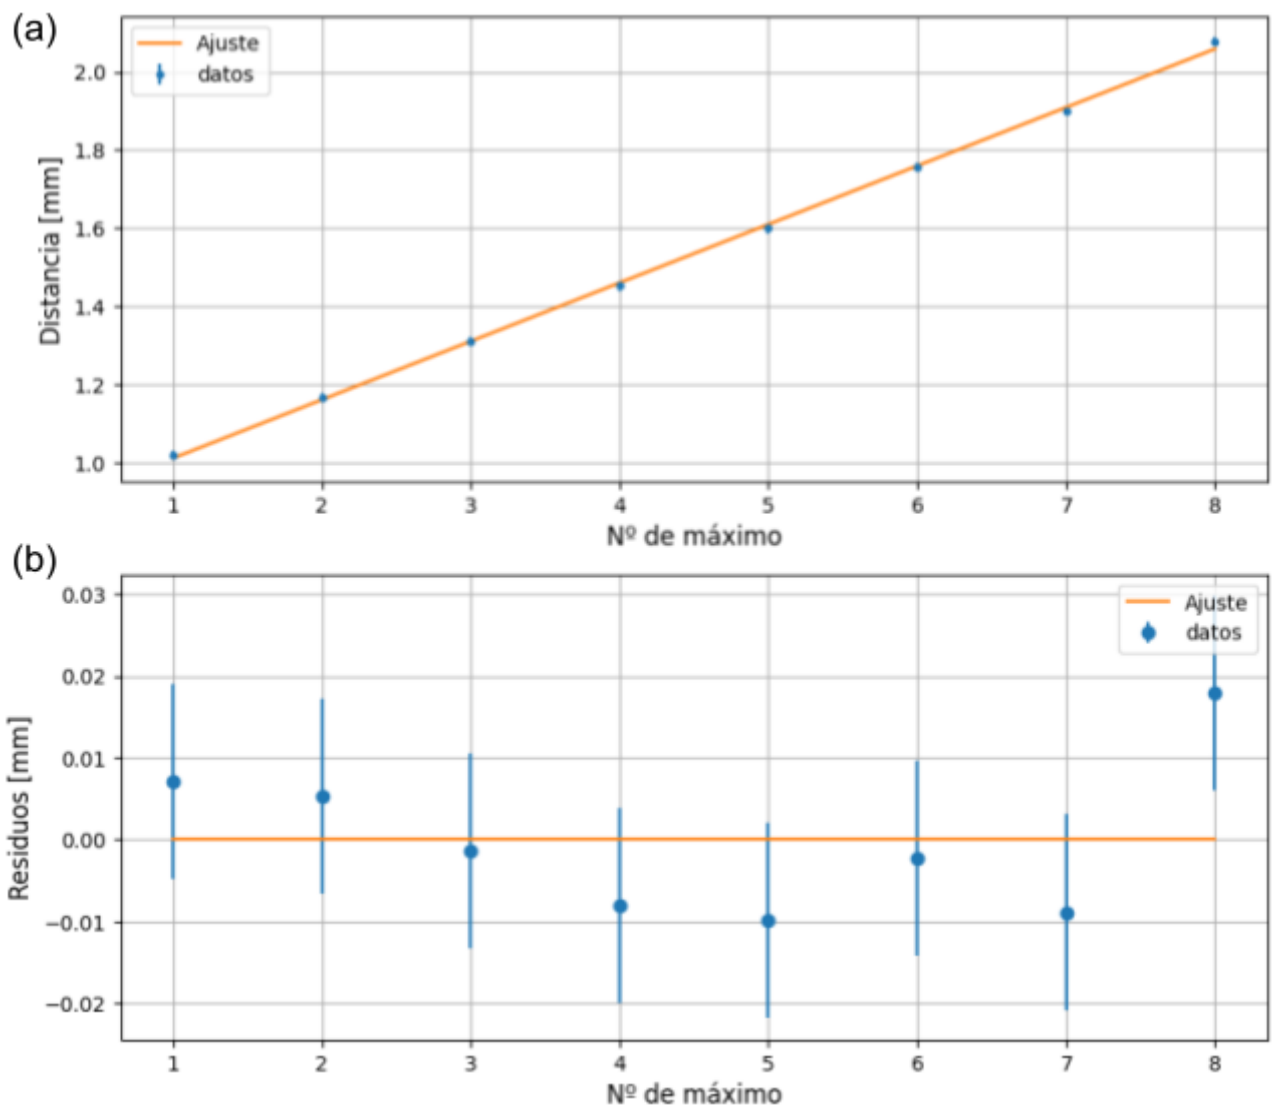 (a)
Ajuste
datos
2.0
1.8
1.6
1.4
1.2
1.0
Distancia [mm]
1 2 3 4 5 6 7 8
Nº de máximo
(b)
Ajuste
datos
0.03
0.02
0.01
0.00
−0.01
−0.02
Residuos [mm]
1 2 3 4 5 6 7 8
Nº de máximo